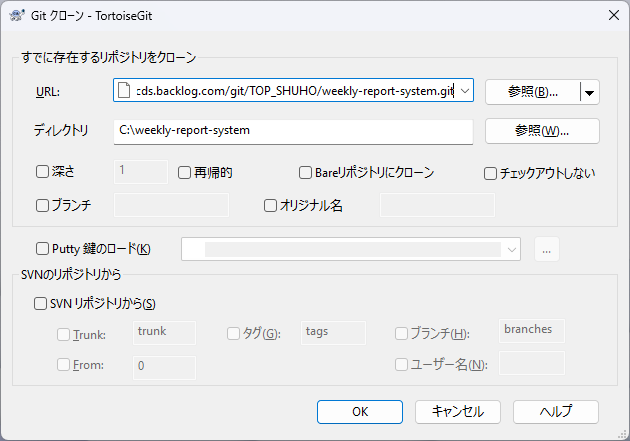 Git クローン - TortoiseGit
すでに存在するリポジトリをクローン
URL: cds.backlog.com/git/TOP_SHUHO/weekly-report-system.git 参照(B)...
ディレクトリ C:\weekly-report-system 参照(W)...
深さ 1 再帰的 Bareリポジトリにクローン チェックアウトしない
ブランチ オリジナル名
Putty 鍵のロード(K) ...
SVNのリポジトリから
SVN リポジトリから(S)
Trunk: trunk タグ(G): tags ブランチ(H): branches
From: 0 ユーザー名(N):
OK キャンセル ヘルプ